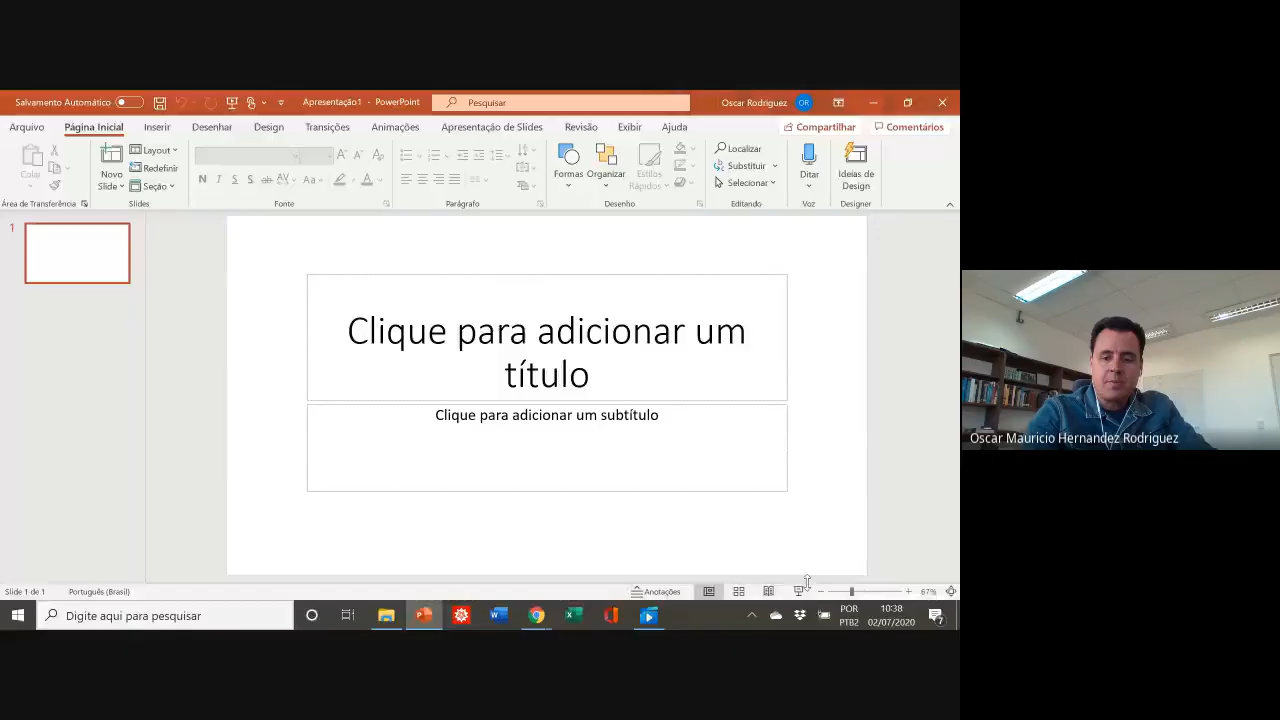 Salvamento Automático
Apresentação1 - PowerPoint
Pesquisar
Oscar Rodriguez
OR
Arquivo
Página Inicial
Inserir
Desenhar
Design
Transições
Animações
Apresentação de Slides
Revisão
Exibir
Ajuda
Compartilhar
Comentários
Colar
Novo
Slide
Layout
Redefinir
Seção
N
I
S
S
ab
AV
Aa
A
A
A
A
Formas
Organizar
Estilos
Rápidos
Localizar
Substituir
Selecionar
Ditar
Ideias de
Design
Área de Transferência
Slides
Fonte
Parágrafo
Desenho
Editando
Voz
Designer
1
Clique para adicionar um
título
Clique para adicionar um subtítulo
Oscar Mauricio Hernandez Rodriguez
Slide 1 de 1
Português (Brasil)
Anotações
67%
Digite aqui para pesquisar
POR
PTB2
10:38
02/07/2020
7